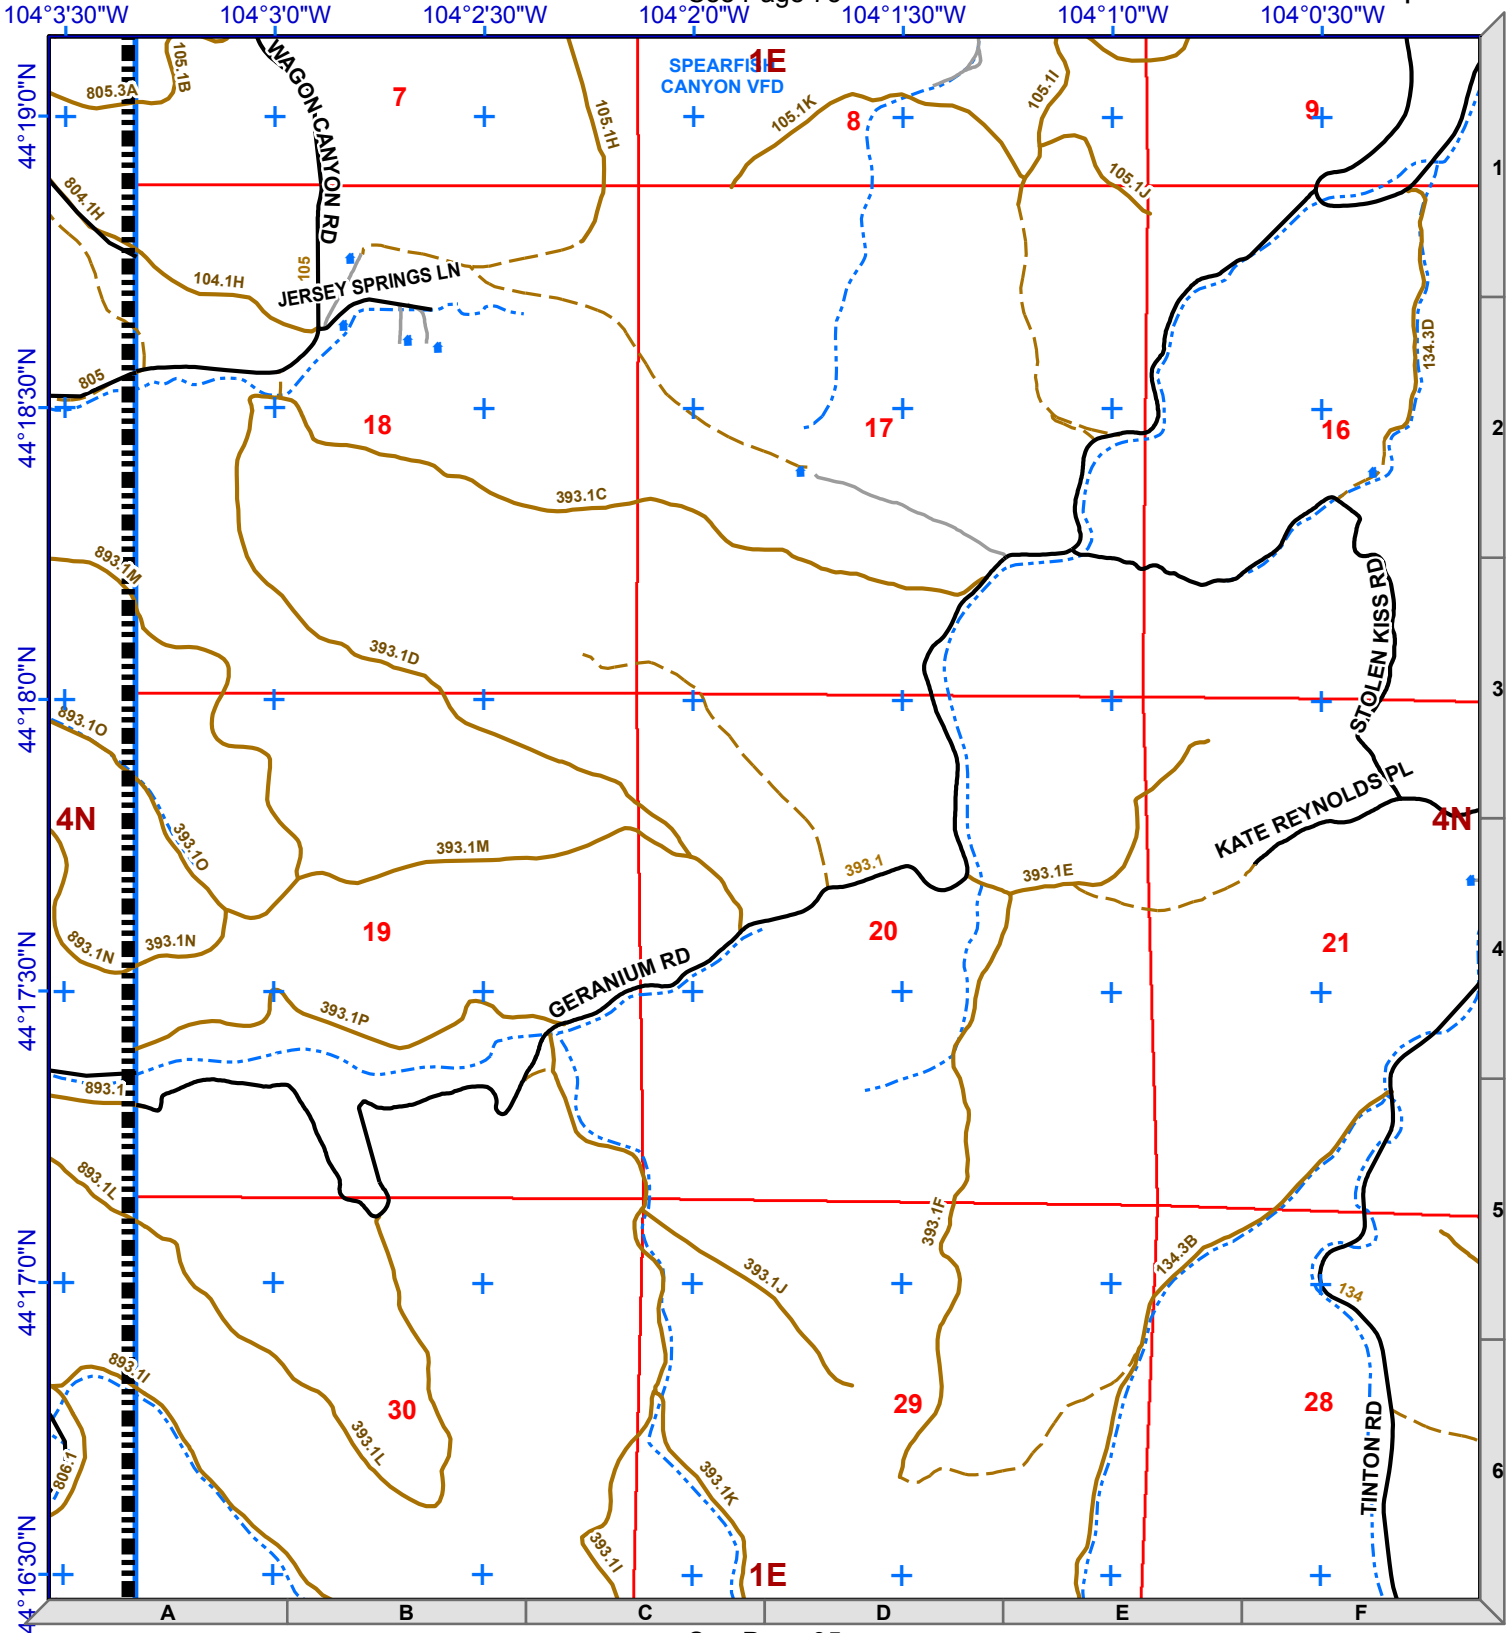 104°3'30"W 104°3'0"W 104°2'30"W 104°2'0"W 104°1'30"W 104°1'0"W 104°0'30"W
44°19'0"N
44°18'30"N
44°18'0"N
44°17'30"N
44°17'0"N
44°16'30"N
1E
SPEARFISH
CANYON VFD
805.3A
105.1B
WAGON CANYON RD
7
105.1H
105.1K
8
105.1I
9
105.1J
1
804.1H
104.1H
105
JERSEY SPRINGS LN
134.3D
805
18
17
16
2
393.1C
893.1M
STOLEN KISS RD
393.1D
3
893.1O
4N
393.1O
393.1M
393.1
393.1E
KATE REYNOLDS PL
4N
19
20
21
893.1N
393.1N
4
GERANIUM RD
393.1P
893.1
893.1L
393.1F
5
393.1J
134.3B
134
893.1I
30
29
28
393.1L
806.1
393.1K
TINTON RD
6
393.1I
1E
A B C D E F